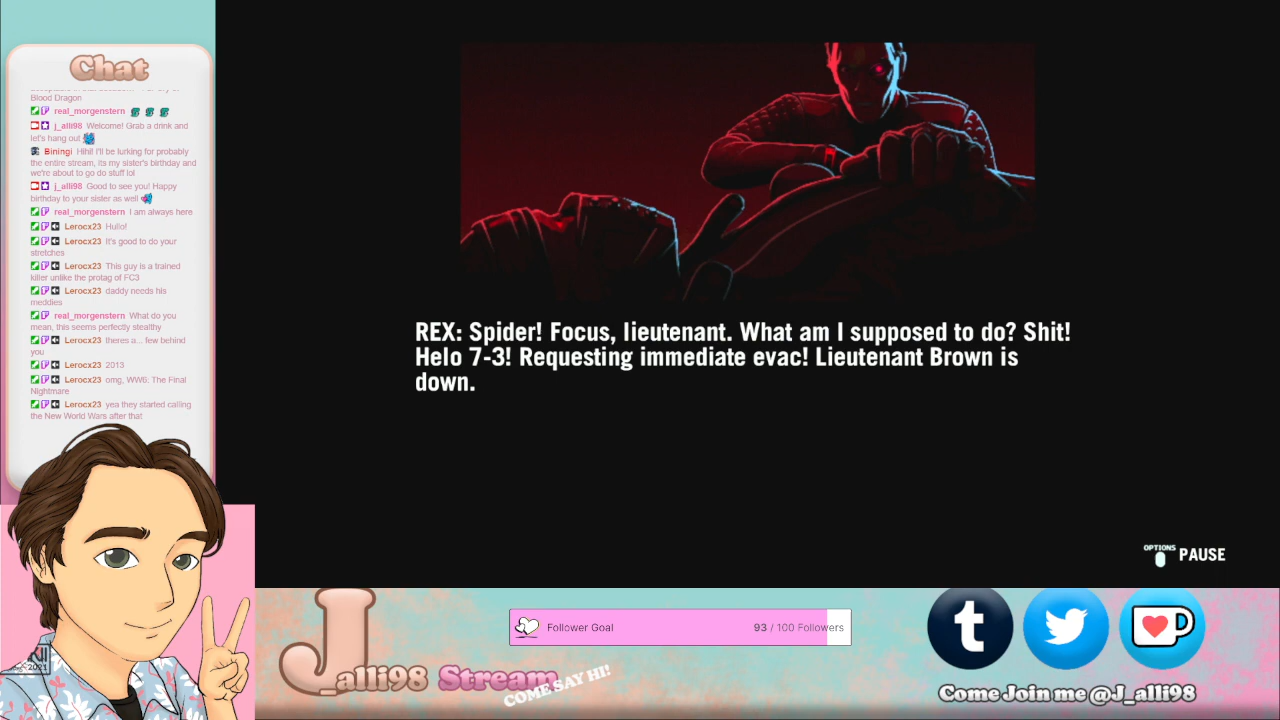 Chat
Blood Dragon
real_morgenstern
j_alli98 Welcome! Grab a drink and
let's hang out
Biningi Hihi! I'll be lurking for probably
the entire stream, its my sister's birthday and
we're about to go do stuff lol
j_alli98 Good to see you! Happy
birthday to your sister as well
real_morgenstern I am always here
Lerocx23 Hullo!
Lerocx23 It's good to do your
stretches
Lerocx23 This guy is a trained
killer unlike the protag of FC3
Lerocx23 daddy needs his
meddies
real_morgenstern What do you
mean, this seems perfectly stealthy
Lerocx23 theres a... few behind
you
Lerocx23 2013
Lerocx23 omg, WW6: The Final
Nightmare
Lerocx23 yea they started calling
the New World Wars after that
REX: Spider! Focus, lieutenant. What am I supposed to do? Shit!
Helo 7-3! Requesting immediate evac! Lieutenant Brown is
down.
OPTIONS
PAUSE
2021
J_alli98 Stream
COME SAY HI!
Follower Goal
93 / 100 Followers
t
Come Join me @J_alli98